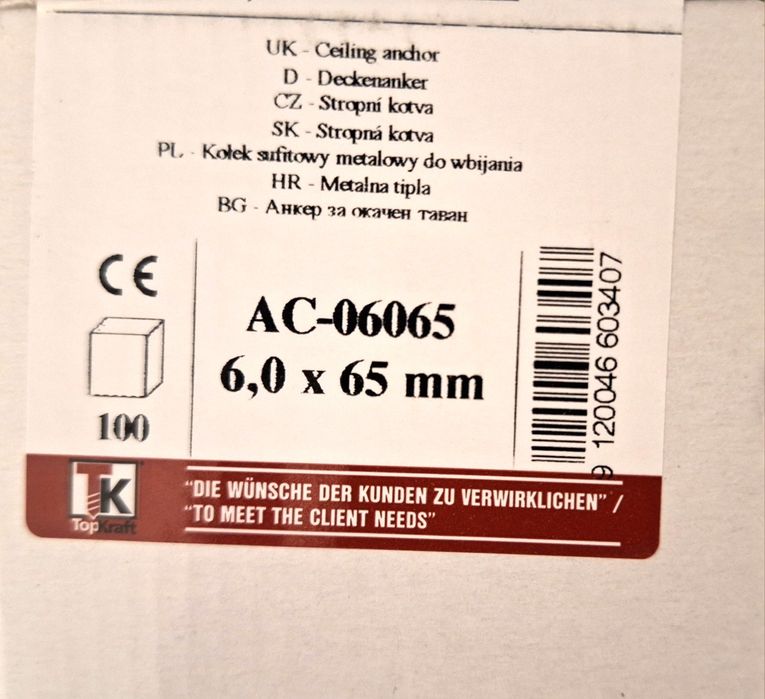 UK - Ceiling anchor
D - Deckenanker
CZ - Stropní kotva
SK - Stropná kotva
PL - Kołek sufitowy metalowy do wbijania
HR - Metalna tipla
BG - Анкер за окачен таван
CE
AC-06065
6,0 x 65 mm
100
9 120046 603407
TK
TopKraft
"DIE WÜNSCHE DER KUNDEN ZU VERWIRKLICHEN" /
"TO MEET THE CLIENT NEEDS"